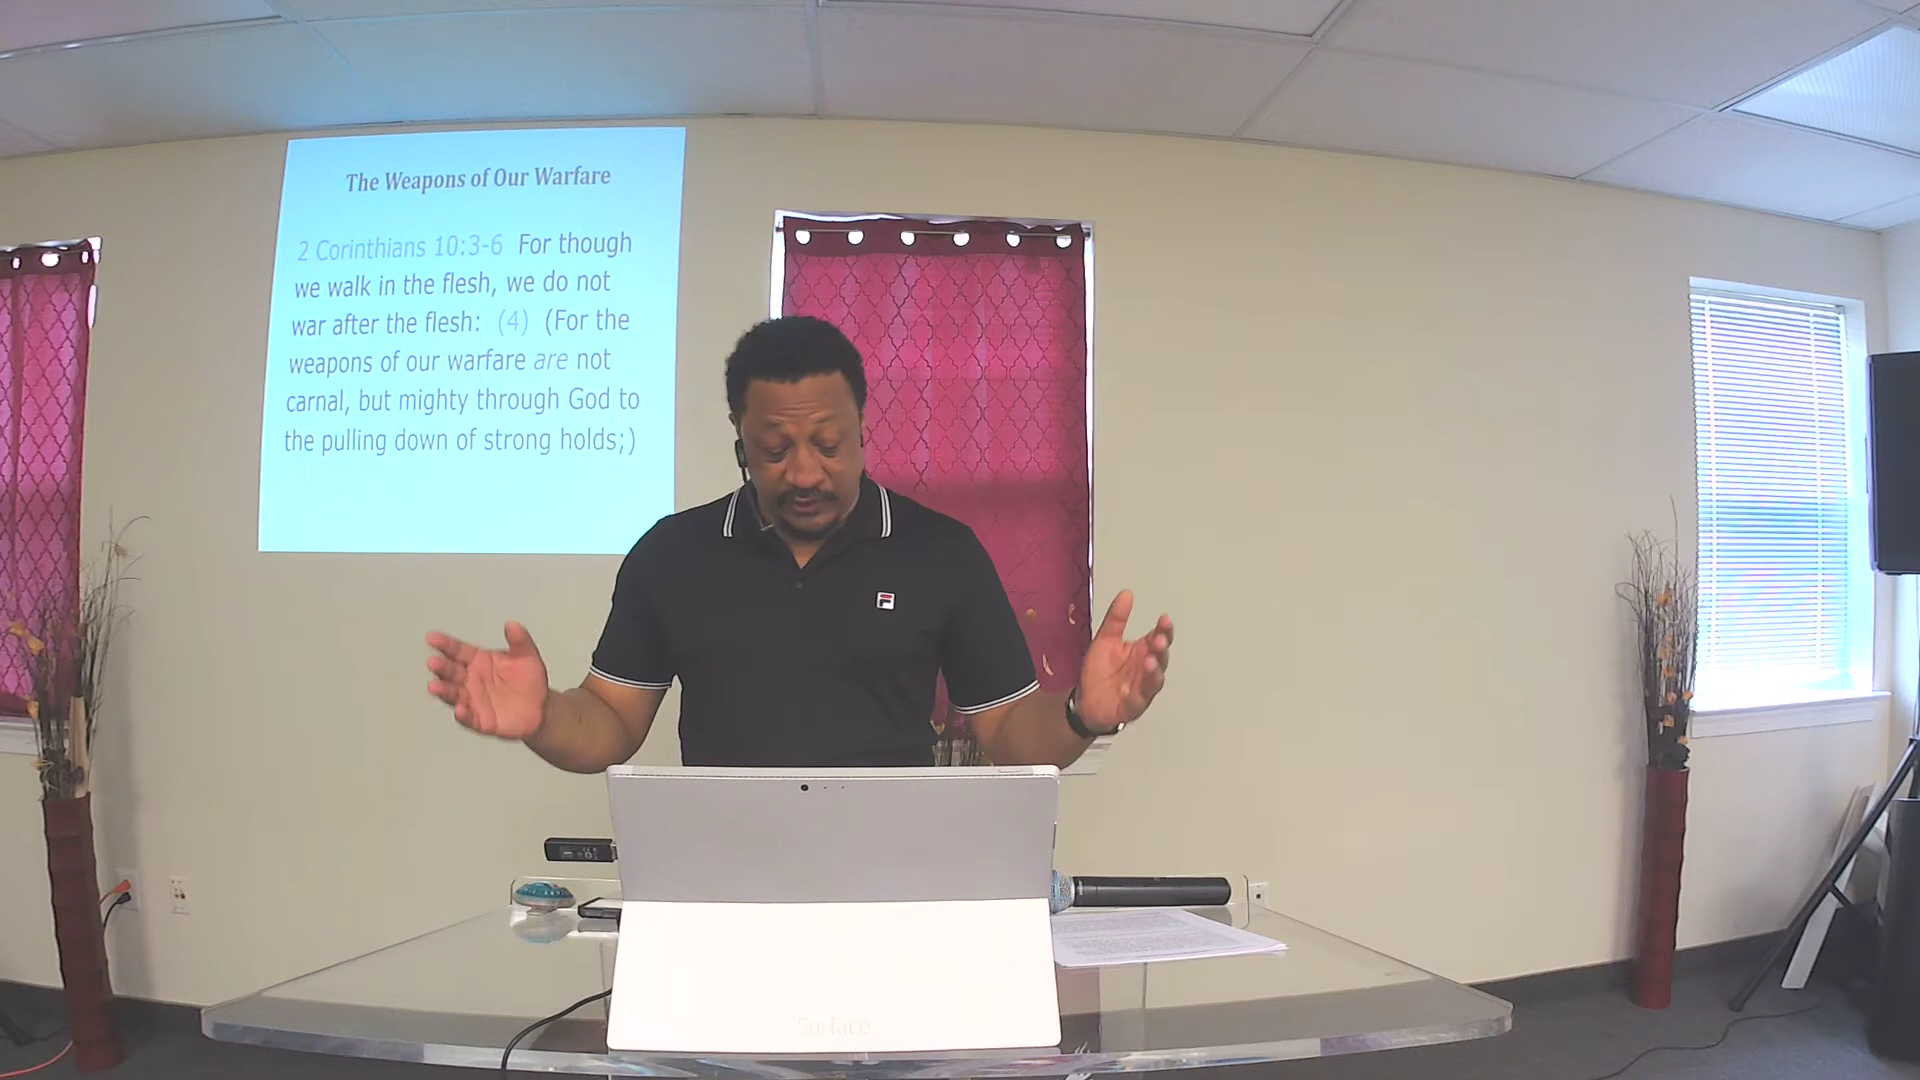 The Weapons of Our Warfare
2 Corinthians 10:3-6 For though
we walk in the flesh, we do not
war after the flesh: (4) (For the
weapons of our warfare are not
carnal, but mighty through God to
the pulling down of strong holds;)
Surface